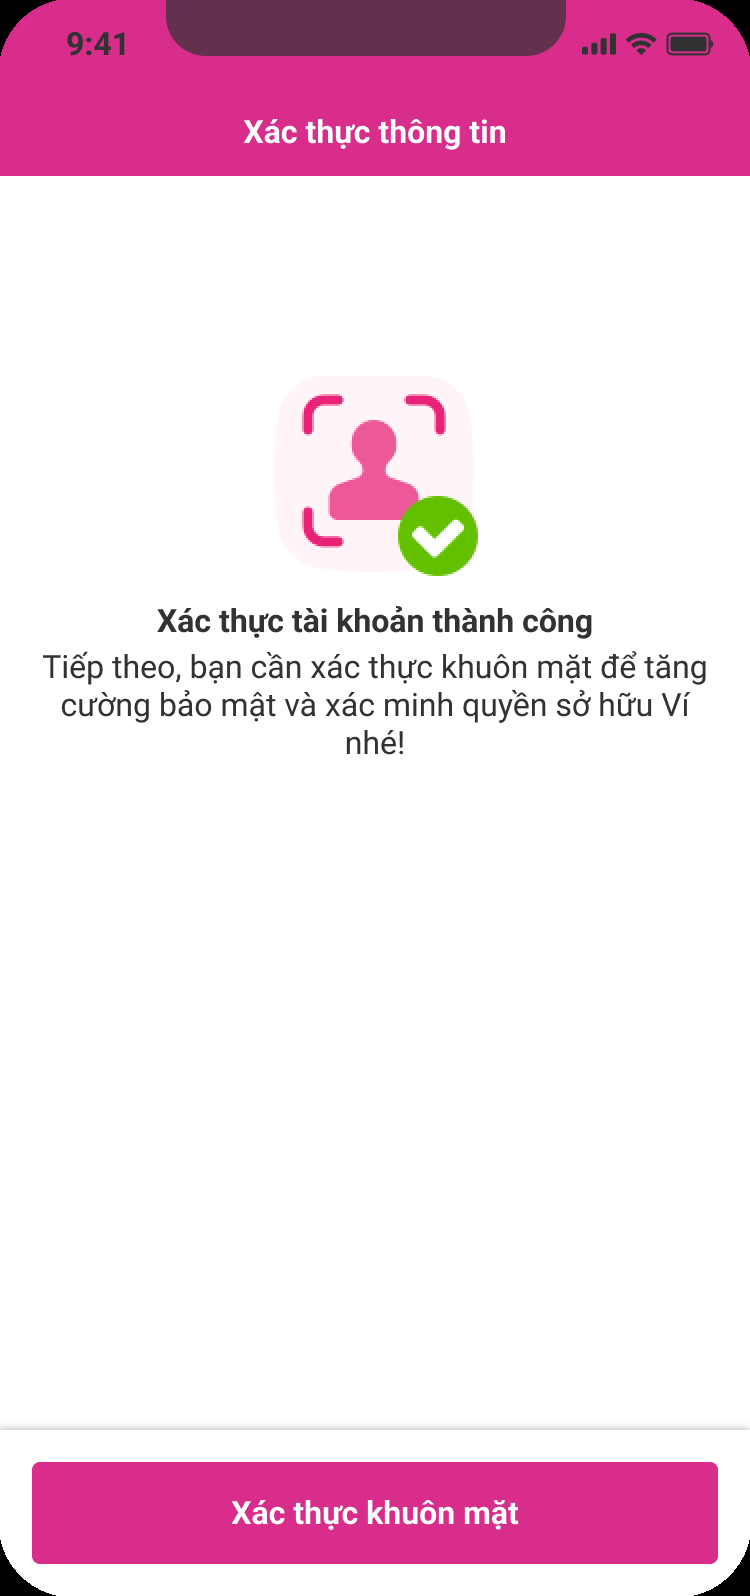 9:41
Xác thực thông tin
Xác thực tài khoản thành công
Tiếp theo, bạn cần xác thực khuôn mặt để tăng
cường bảo mật và xác minh quyền sở hữu Ví
nhé!
Xác thực khuôn mặt